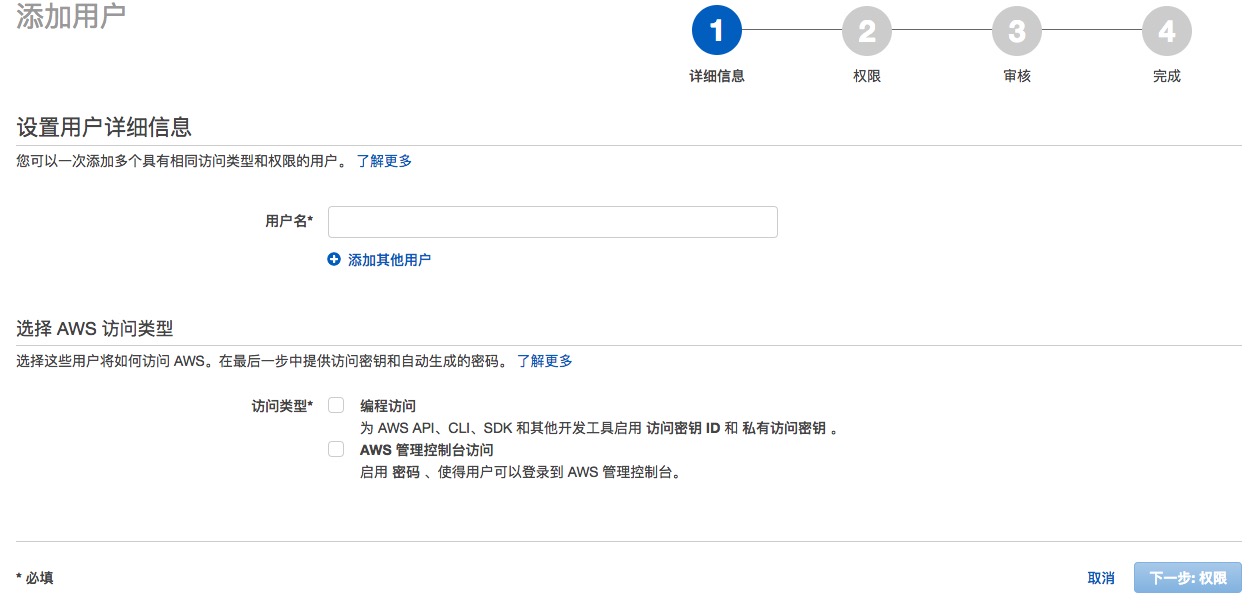 添加用户
1 2 3 4
详细信息 权限 审核 完成
设置用户详细信息
您可以一次添加多个具有相同访问类型和权限的用户。 了解更多
用户名*
添加其他用户
选择 AWS 访问类型
选择这些用户将如何访问 AWS。在最后一步中提供访问密钥和自动生成的密码。 了解更多
访问类型* 编程访问
为 AWS API、CLI、SDK 和其他开发工具启用 访问密钥 ID 和 私有访问密钥 。
AWS 管理控制台访问
启用 密码 、使得用户可以登录到 AWS 管理控制台。
* 必填 取消 下一步: 权限